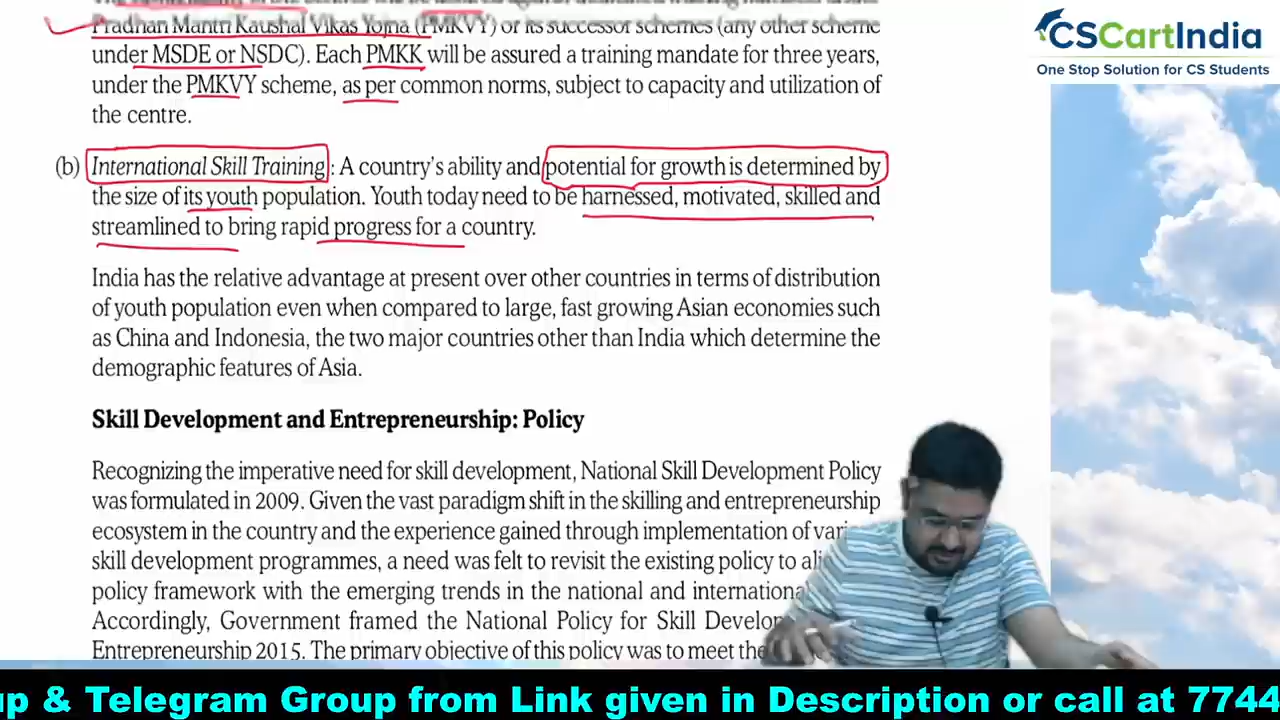 Pradhan Mantri Kaushal Vikas Yojna (PMKVY) or its successor schemes (any other scheme
under MSDE or NSDC). Each PMKK will be assured a training mandate for three years,
under the PMKVY scheme, as per common norms, subject to capacity and utilization of
the centre.
(b) International Skill Training : A country's ability and potential for growth is determined by
the size of its youth population. Youth today need to be harnessed, motivated, skilled and
streamlined to bring rapid progress for a country.
India has the relative advantage at present over other countries in terms of distribution
of youth population even when compared to large, fast growing Asian economies such
as China and Indonesia, the two major countries other than India which determine the
demographic features of Asia.
Skill Development and Entrepreneurship: Policy
Recognizing the imperative need for skill development, National Skill Development Policy
was formulated in 2009. Given the vast paradigm shift in the skilling and entrepreneurship
ecosystem in the country and the experience gained through implementation of
skill development programmes, a need was felt to revisit the existing policy to
policy framework with the emerging trends in the national and
Accordingly, Government framed the National Policy for Skill
Entrepreneurship 2015. The primary objective of this policy was to meet the
CSCartIndia
One Stop Solution for CS Students
up & Telegram Group from Link given in Description or call at 7744